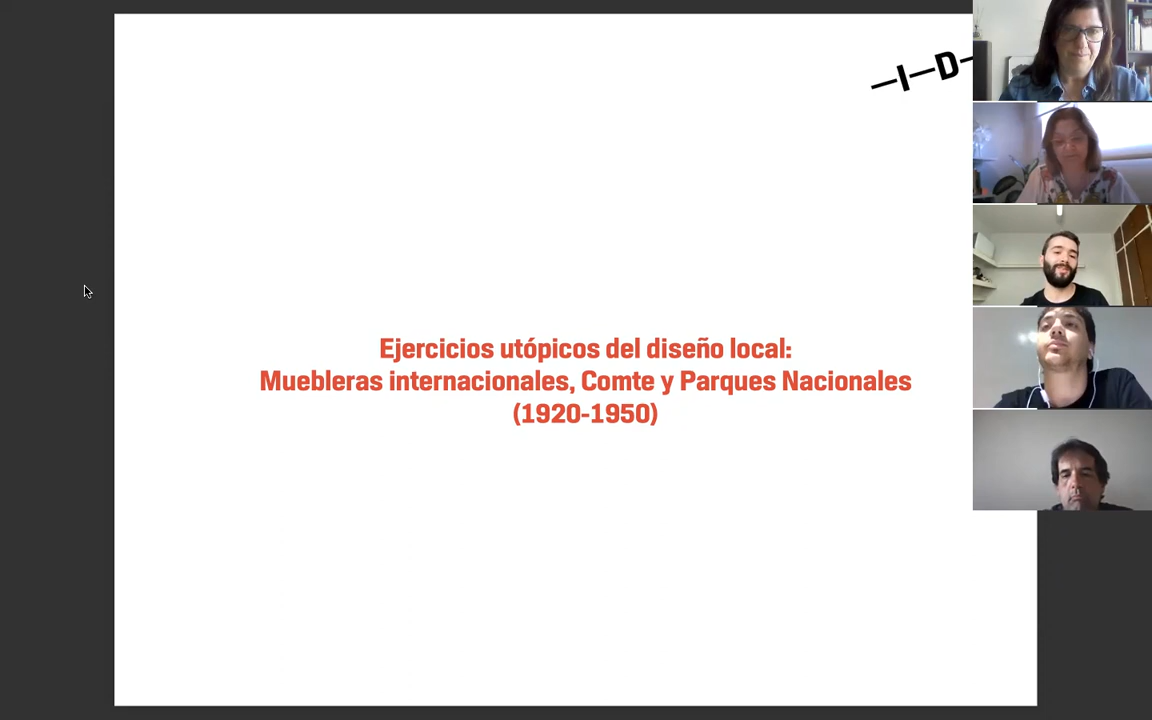 —I—D—
Ejercicios utópicos del diseño local:
Muebleras internacionales, Comte y Parques Nacionales
(1920-1950)